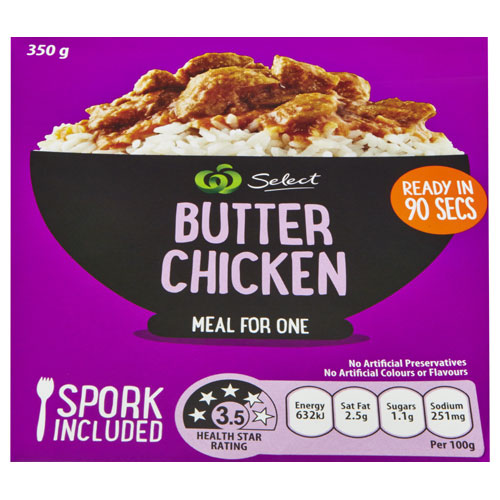 350 g
Select
BUTTER
CHICKEN
MEAL FOR ONE
READY IN
90 SECS
No Artificial Preservatives
No Artificial Colours or Flavours
SPORK
INCLUDED
3.5
HEALTH STAR
RATING
Energy
632kJ
Sat Fat
2.5g
Sugars
1.1g
Sodium
251mg
Per 100g